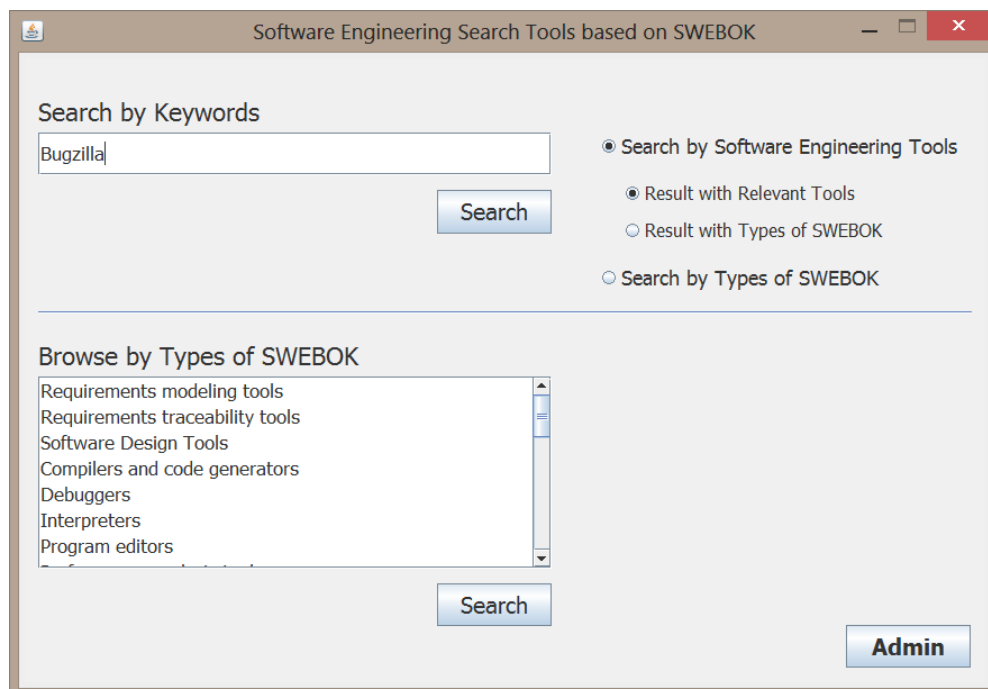 Software Engineering Search Tools based on SWEBOK
Search by Keywords
Bugzilla
Search
Search by Software Engineering Tools
Result with Relevant Tools
Result with Types of SWEBOK
Search by Types of SWEBOK
Browse by Types of SWEBOK
Requirements modeling tools
Requirements traceability tools
Software Design Tools
Compilers and code generators
Debuggers
Interpreters
Program editors
Search
Admin